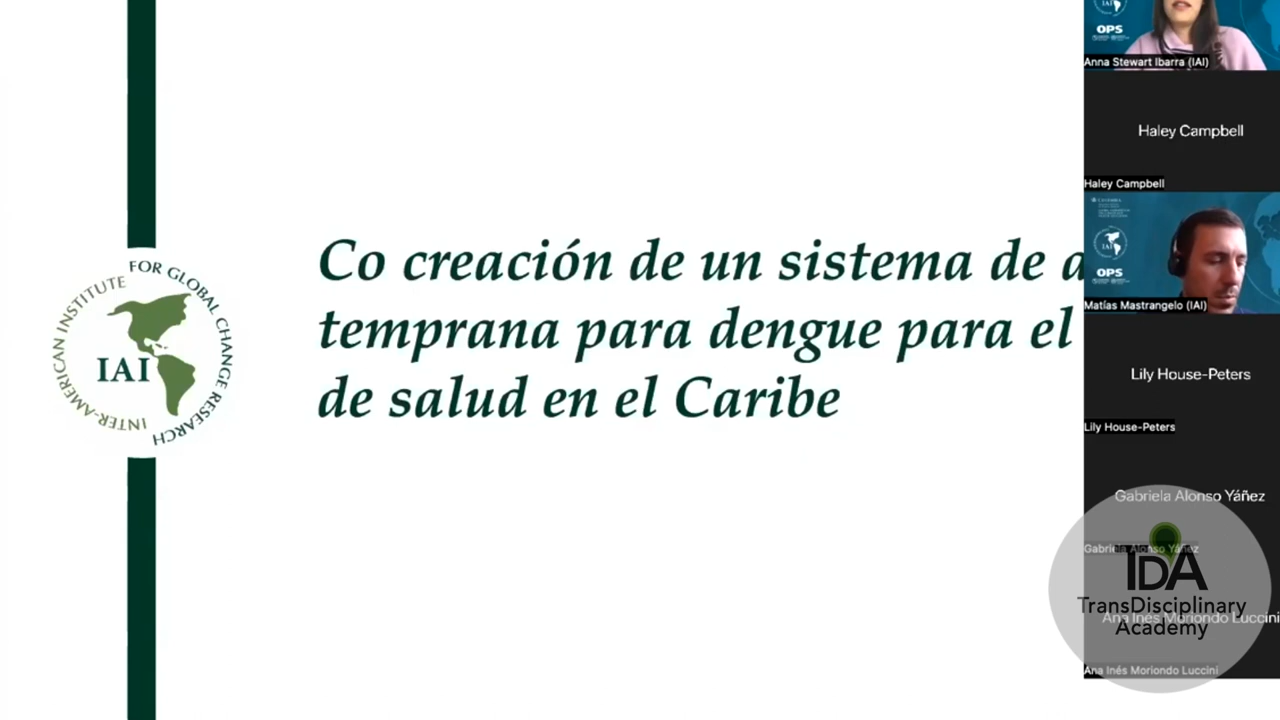 Co creación de un sistema de
temprana para dengue para el
de salud en el Caribe
INTER-AMERICAN INSTITUTE FOR GLOBAL CHANGE RESEARCH
IAI
OPS
Anna Stewart Ibarra (IAI)
Haley Campbell
Haley Campbell
IAI
OPS
Matías Mastrangelo (IAI)
Lily House-Peters
Lily House-Peters
Gabriela Alonso Yáñez
Gabriela Alonso Yáñez
TDA
TransDisciplinary
Academy
Ana Inés Moriondo Luccini
Ana Inés Moriondo Luccini